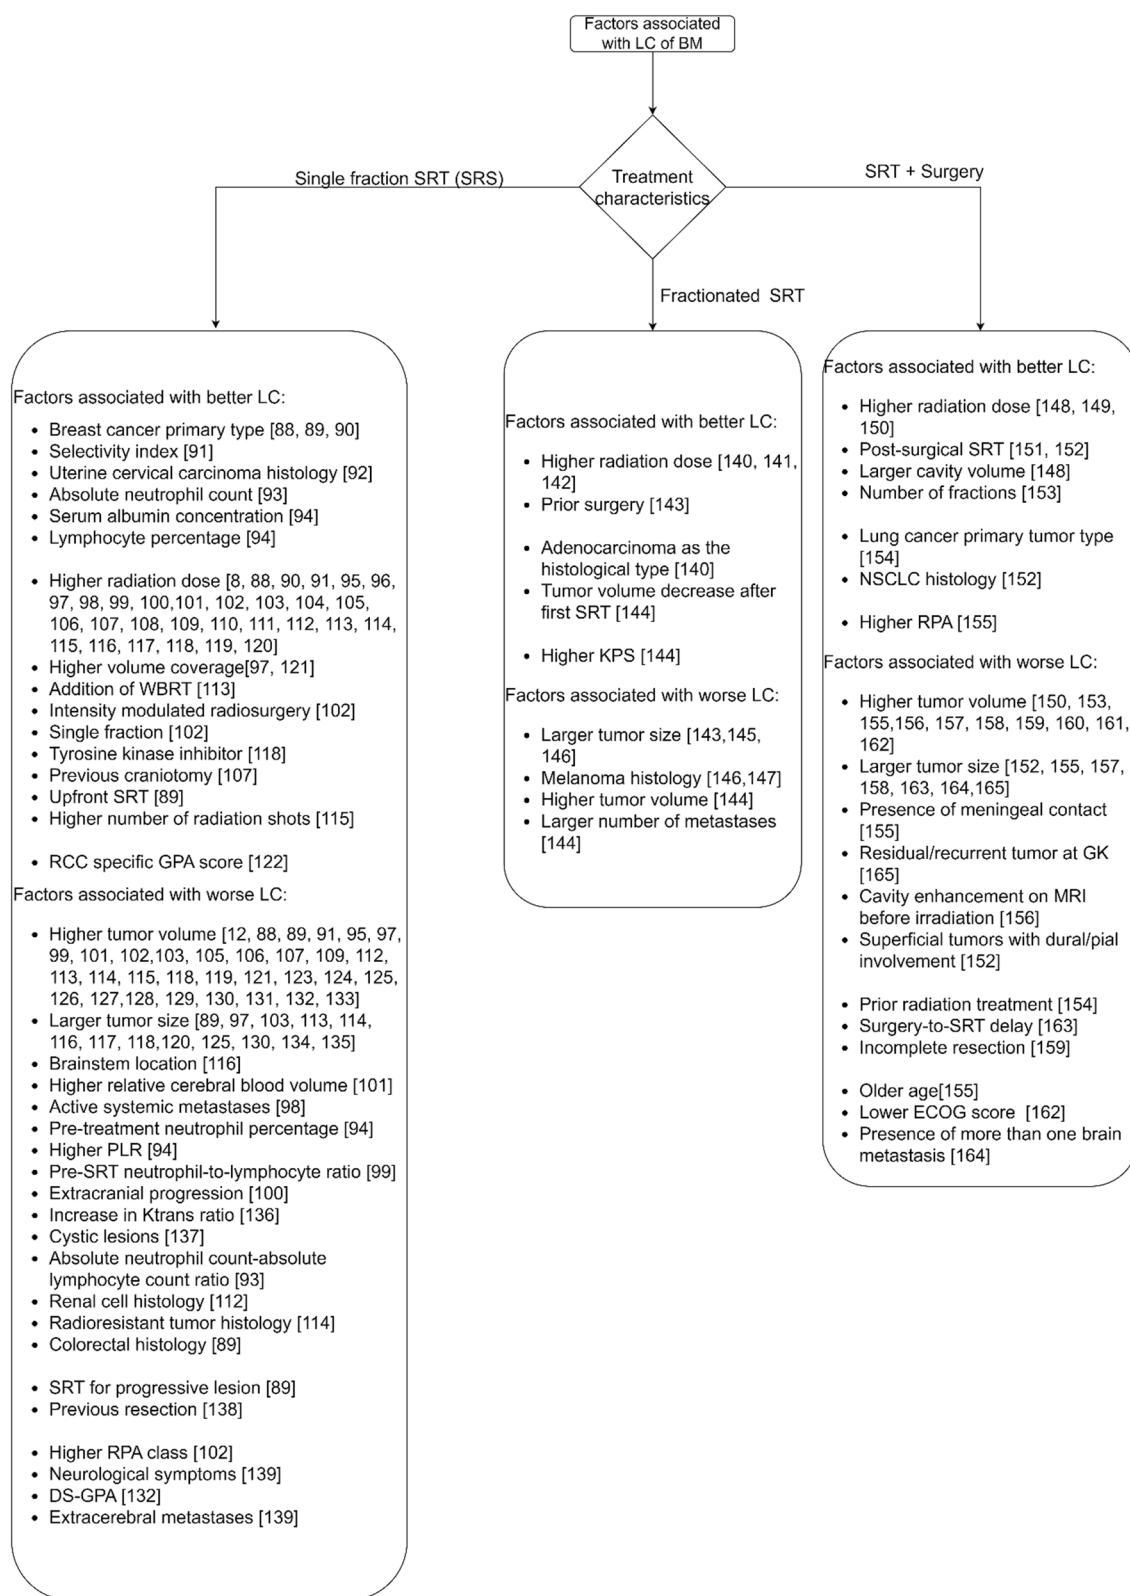 Factors associated
with LC of BM
Treatment
characteristics
Single fraction SRT (SRS)
SRT + Surgery
Fractionated SRT
Factors associated with better LC:
• Breast cancer primary type [88, 89, 90]
• Selectivity index [91]
• Uterine cervical carcinoma histology [92]
• Absolute neutrophil count [93]
• Serum albumin concentration [94]
• Lymphocyte percentage [94]
• Higher radiation dose [8, 88, 90, 91, 95, 96,
97, 98, 99, 100,101, 102, 103, 104, 105,
106, 107, 108, 109, 110, 111, 112, 113, 114,
115, 116, 117, 118, 119, 120]
• Higher volume coverage[97, 121]
• Addition of WBRT [113]
• Intensity modulated radiosurgery [102]
• Single fraction [102]
• Tyrosine kinase inhibitor [118]
• Previous craniotomy [107]
• Upfront SRT [89]
• Higher number of radiation shots [115]
• RCC specific GPA score [122]
Factors associated with worse LC:
• Higher tumor volume [12, 88, 89, 91, 95, 97,
99, 101, 102,103, 105, 106, 107, 109, 112,
113, 114, 115, 118, 119, 121, 123, 124, 125,
126, 127,128, 129, 130, 131, 132, 133]
• Larger tumor size [89, 97, 103, 113, 114,
116, 117, 118,120, 125, 130, 134, 135]
• Brainstem location [116]
• Higher relative cerebral blood volume [101]
• Active systemic metastases [98]
• Pre-treatment neutrophil percentage [94]
• Higher PLR [94]
• Pre-SRT neutrophil-to-lymphocyte ratio [99]
• Extracranial progression [100]
• Increase in Ktrans ratio [136]
• Cystic lesions [137]
• Absolute neutrophil count-absolute
lymphocyte count ratio [93]
• Renal cell histology [112]
• Radioresistant tumor histology [114]
• Colorectal histology [89]
• SRT for progressive lesion [89]
• Previous resection [138]
• Higher RPA class [102]
• Neurological symptoms [139]
• DS-GPA [132]
• Extracerebral metastases [139]
Factors associated with better LC:
• Higher radiation dose [140, 141,
142]
• Prior surgery [143]
• Adenocarcinoma as the
histological type [140]
• Tumor volume decrease after
first SRT [144]
• Higher KPS [144]
Factors associated with worse LC:
• Larger tumor size [143,145,
146]
• Melanoma histology [146,147]
• Higher tumor volume [144]
• Larger number of metastases
[144]
Factors associated with better LC:
• Higher radiation dose [148, 149,
150]
• Post-surgical SRT [151, 152]
• Larger cavity volume [148]
• Number of fractions [153]
• Lung cancer primary tumor type
[154]
• NSCLC histology [152]
• Higher RPA [155]
Factors associated with worse LC:
• Higher tumor volume [150, 153,
155,156, 157, 158, 159, 160, 161,
162]
• Larger tumor size [152, 155, 157,
158, 163, 164,165]
• Presence of meningeal contact
[155]
• Residual/recurrent tumor at GK
[165]
• Cavity enhancement on MRI
before irradiation [156]
• Superficial tumors with dural/pial
involvement [152]
• Prior radiation treatment [154]
• Surgery-to-SRT delay [163]
• Incomplete resection [159]
• Older age[155]
• Lower ECOG score [162]
• Presence of more than one brain
metastasis [164]